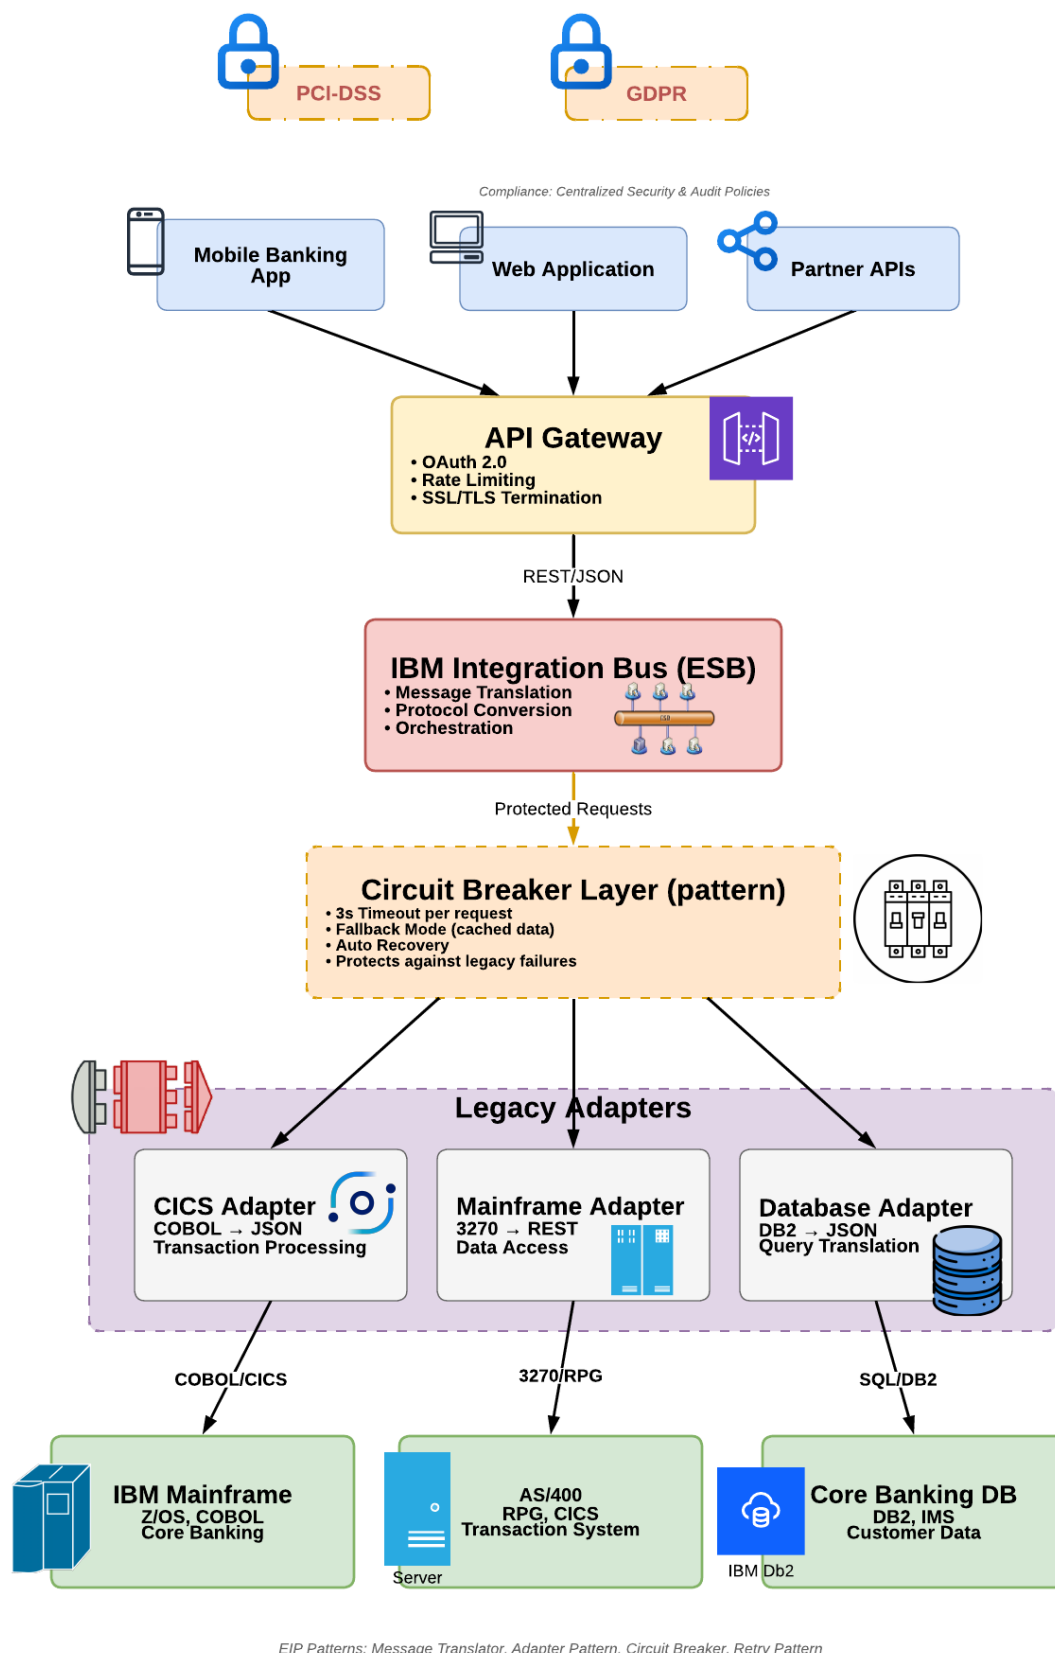 PCI-DSS
GDPR
Compliance: Centralized Security & Audit Policies
Mobile Banking
App
Web Application
Partner APIs
API Gateway
• OAuth 2.0
• Rate Limiting
• SSL/TLS Termination
REST/JSON
IBM Integration Bus (ESB)
• Message Translation
• Protocol Conversion
• Orchestration
ESB
Protected Requests
Circuit Breaker Layer (pattern)
• 3s Timeout per request
• Fallback Mode (cached data)
• Auto Recovery
• Protects against legacy failures
Legacy Adapters
CICS Adapter
COBOL → JSON
Transaction Processing
Mainframe Adapter
3270 → REST
Data Access
Database Adapter
DB2 → JSON
Query Translation
COBOL/CICS
3270/RPG
SQL/DB2
IBM Mainframe
Z/OS, COBOL
Core Banking
AS/400
RPG, CICS
Transaction System
Server
Core Banking DB
DB2, IMS
Customer Data
IBM Db2
EIP Patterns: Message Translator, Adapter Pattern, Circuit Breaker, Retry Pattern